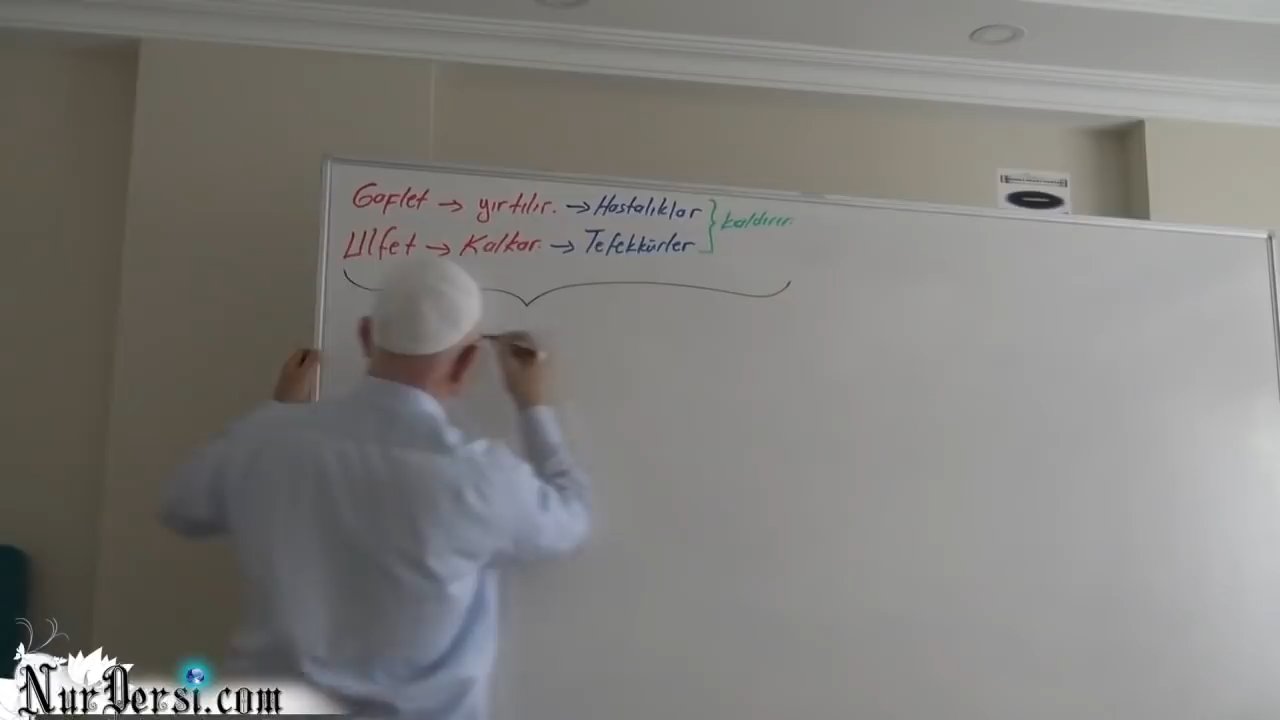 Gaflet → yırtılır. → Hastalıklar } kaldırır.
Ülfet → Kalkar. → Tefekkürler
NurDersi.com